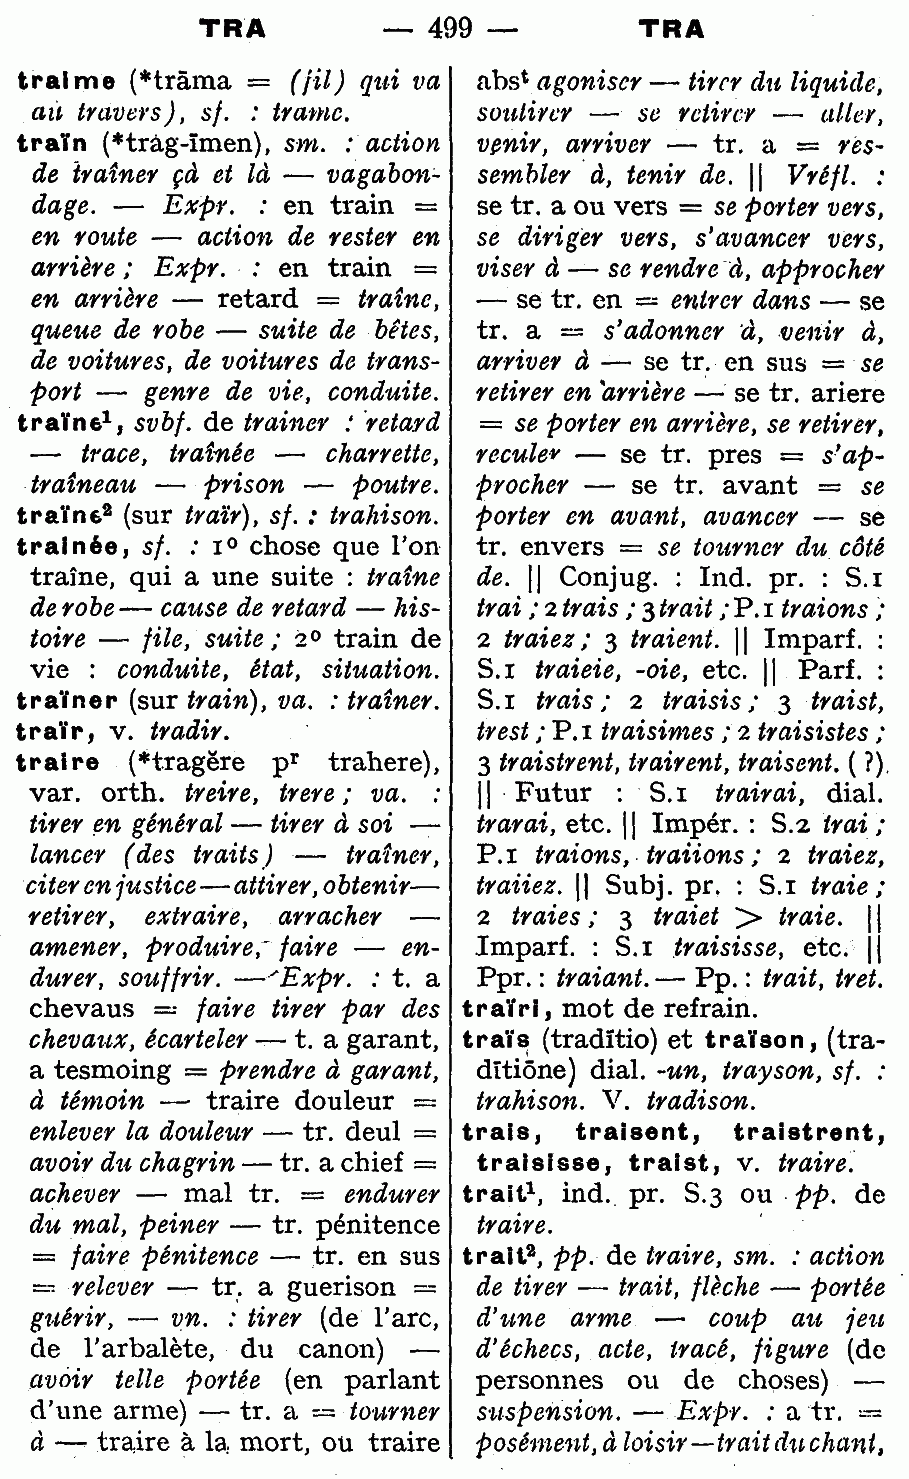 TRA — 499 — TRA
traime (*trāma = (fil) qui va
au travers), sf. : trame.
traïn (*trăg-īmen), sm. : action
de traîner çà et là — vagabon-
dage. — Expr. : en train =
en route — action de rester en
arrière ; Expr. : en train =
en arrière — retard = traîne,
queue de robe — suite de bêtes,
de voitures, de voitures de trans-
port — genre de vie, conduite.
traïne¹, svbf. de trainer : retard
— trace, traînée — charrette,
traîneau — prison — poutre.
traïne² (sur traïr), sf. : trahison.
trainée, sf. : 1º chose que l'on
traîne, qui a une suite : traîne
de robe — cause de retard — his-
toire — file, suite ; 2º train de
vie : conduite, état, situation.
traïner (sur train), va. : traîner.
traïr, v. tradir.
traire (*tragĕre pʳ trahere),
var. orth. treire, trere ; va. :
tirer en général — tirer à soi —
lancer (des traits) — traîner,
citer en justice — attirer, obtenir —
retirer, extraire, arracher —
amener, produire, faire — en-
durer, souffrir. — Expr. : t. a
chevaus = faire tirer par des
chevaux, écarteler — t. a garant,
a tesmoing = prendre à garant,
à témoin — traire douleur =
enlever la douleur — tr. deul =
avoir du chagrin — tr. a chief =
achever — mal tr. = endurer
du mal, peiner — tr. pénitence
= faire pénitence — tr. en sus
= relever — tr. a guerison =
guérir, — vn. : tirer (de l'arc,
de l'arbalète, du canon) —
avoir telle portée (en parlant
d'une arme) — tr. a = tourner
à — traire à la mort, ou traire
absᵗ agoniser — tirer du liquide,
soutirer — se retirer — aller,
venir, arriver — tr. a = res-
sembler à, tenir de. || Vréfl. :
se tr. a ou vers = se porter vers,
se diriger vers, s'avancer vers,
viser à — se rendre à, approcher
— se tr. en = entrer dans — se
tr. a = s'adonner à, venir à,
arriver à — se tr. en sus = se
retirer en arrière — se tr. ariere
= se porter en arrière, se retirer,
reculer — se tr. pres = s'ap-
procher — se tr. avant = se
porter en avant, avancer — se
tr. envers = se tourner du côté
de. || Conjug. : Ind. pr. : S.1
trai ; 2 trais ; 3 trait ; P.1 traions ;
2 traiez ; 3 traient. || Imparf. :
S.1 traieie, -oie, etc. || Parf. :
S.1 trais ; 2 traisis ; 3 traist,
trest ; P.1 traisimes ; 2 traisistes ;
3 traistrent, trairent, traisent. (?).
|| Futur : S.1 trairai, dial.
trarai, etc. || Impér. : S.2 trai ;
P.1 traions, traiions ; 2 traiez,
traiiez. || Subj. pr. : S.1 traie ;
2 traies ; 3 traiet > traie. ||
Imparf. : S.1 traisisse, etc. ||
Ppr. : traiant. — Pp. : trait, tret.
traïri, mot de refrain.
traïs (tradĭtio) et traïson, (tra-
dĭtiōne) dial. -un, trayson, sf. :
trahison. V. tradison.
trais, traisent, traistrent,
traisisse, traist, v. traire.
trait¹, ind. pr. S.3 ou pp. de
traire.
trait², pp. de traire, sm. : action
de tirer — trait, flèche — portée
d'une arme — coup au jeu
d'échecs, acte, tracé, figure (de
personnes ou de choses) —
suspension. — Expr. : a tr. =
posément, à loisir — trait du chant,